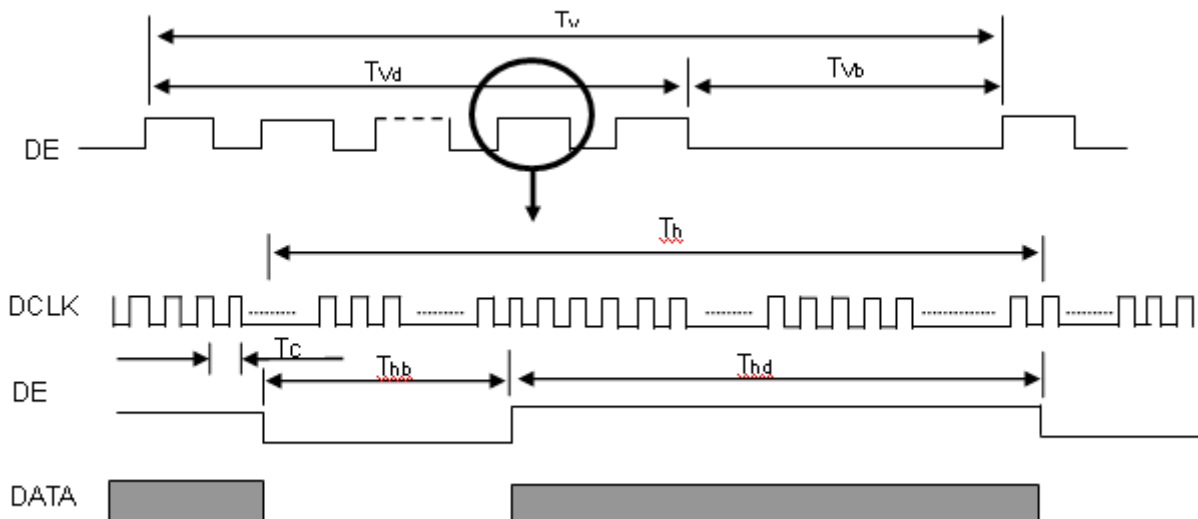 Tv
Tvd
Tvb
DE
Th
DCLK
Tc
Thb
Thd
DE
DATA